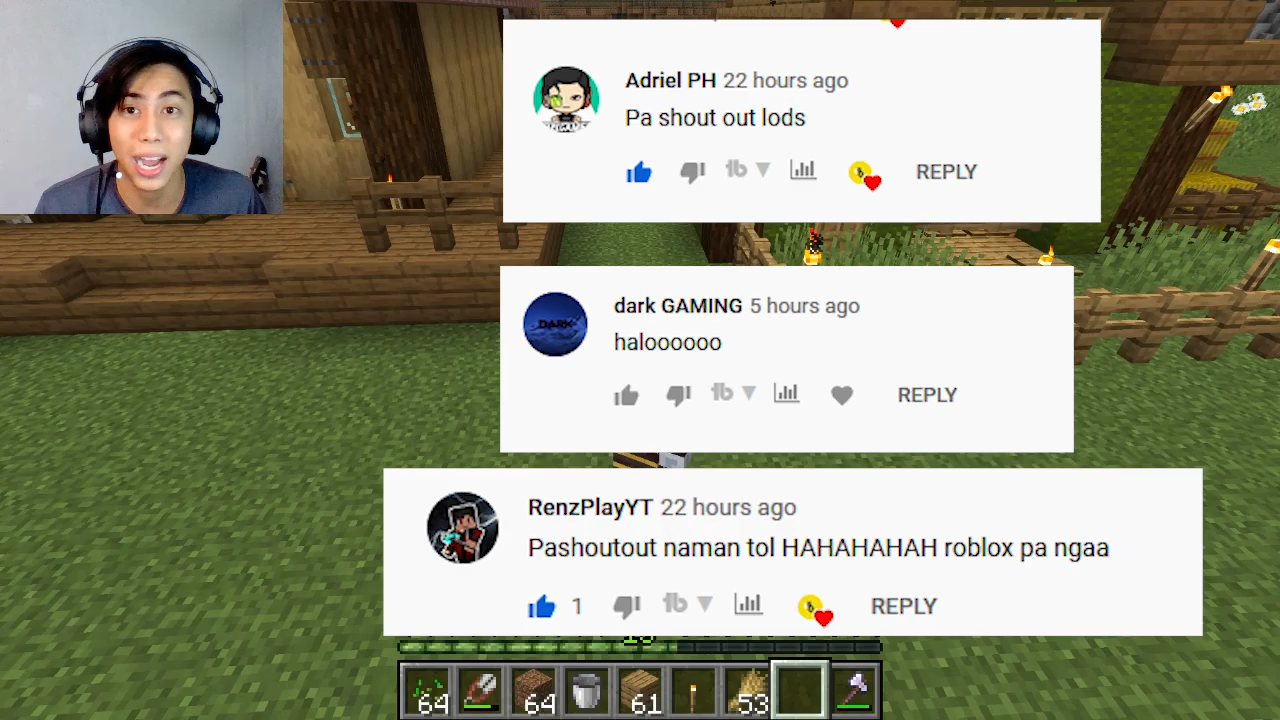 Adriel PH 22 hours ago
Pa shout out lods
REPLY
DARK
dark GAMING 5 hours ago
haloooooo
REPLY
RenzPlayYT 22 hours ago
Pashoutout naman tol HAHAHAHAH roblox pa ngaa
1 REPLY
64 64 61 53